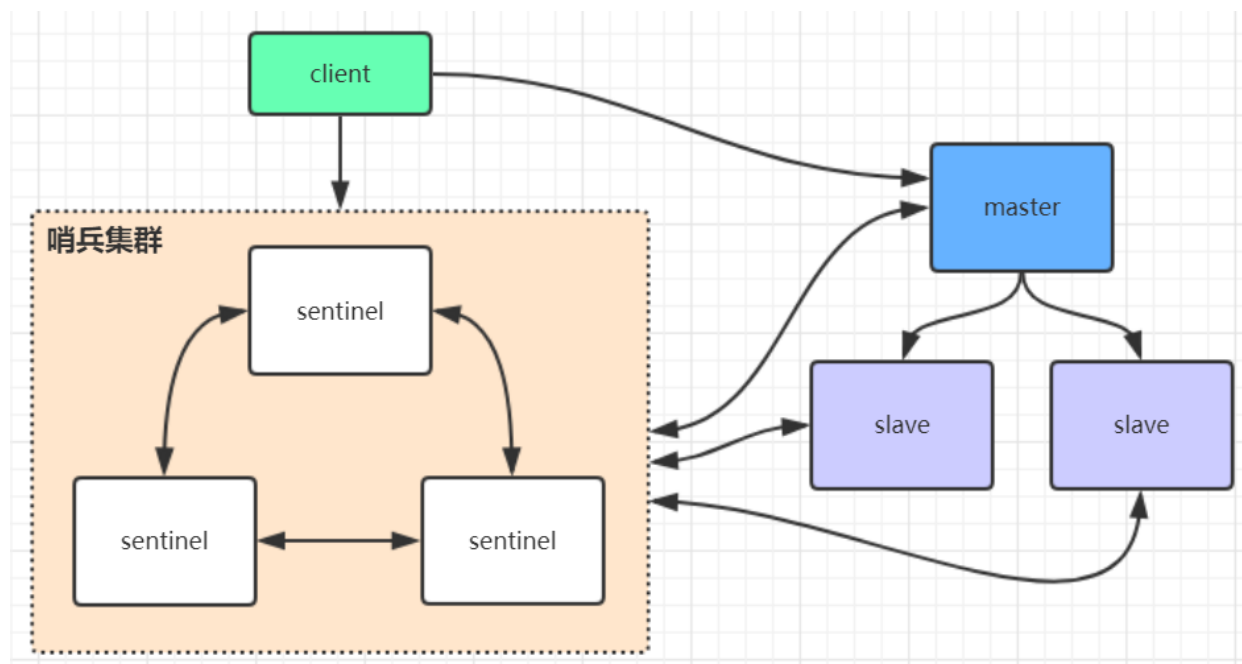 client
master
哨兵集群
sentinel
slave
slave
sentinel
sentinel